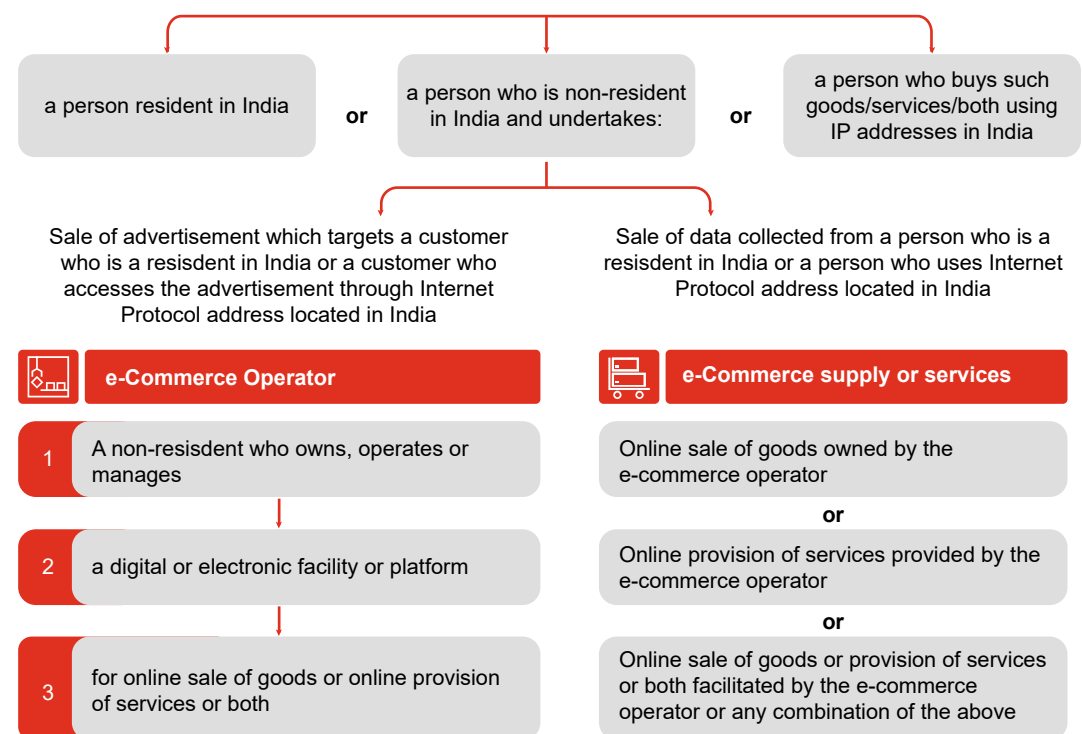 a person resident in India
or
a person who is non-resident
in India and undertakes:
or
a person who buys such
goods/services/both using
IP addresses in India
Sale of advertisement which targets a customer
who is a resisdent in India or a customer who
accesses the advertisement through Internet
Protocol address located in India
Sale of data collected from a person who is a
resisdent in India or a person who uses Internet
Protocol address located in India
e-Commerce Operator
1
A non-resisdent who owns, operates or
manages
2
a digital or electronic facility or platform
3
for online sale of goods or online provision
of services or both
e-Commerce supply or services
Online sale of goods owned by the
e-commerce operator
or
Online provision of services provided by the
e-commerce operator
or
Online sale of goods or provision of services
or both facilitated by the e-commerce
operator or any combination of the above